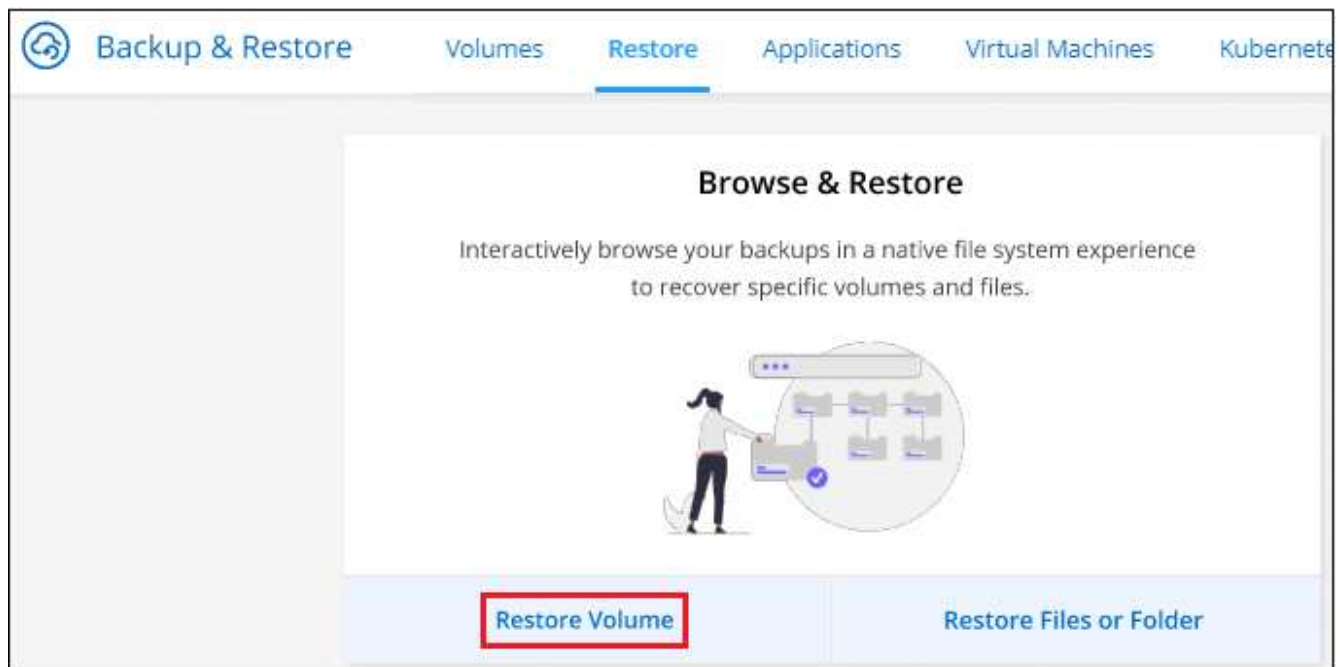 Backup & Restore Volumes Restore Applications Virtual Machines Kubernete
Browse & Restore
Interactively browse your backups in a native file system experience
to recover specific volumes and files.
Restore Volume Restore Files or Folder